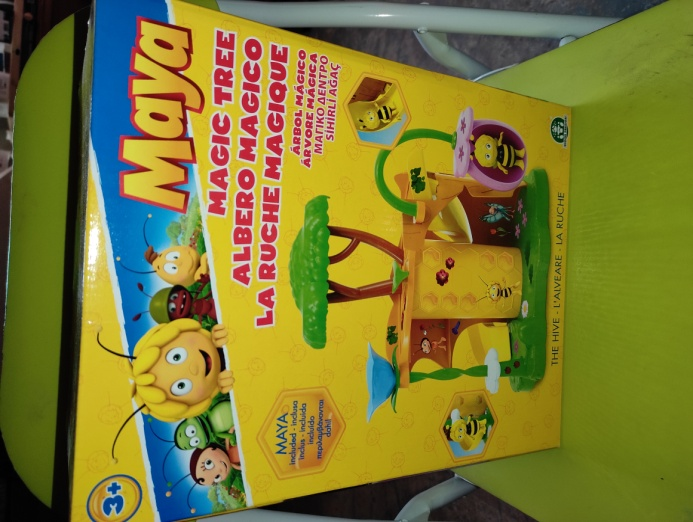 Maya
MAGIC TREE
ALBERO MAGICO
LA RUCHE MAGIQUE
ÁRBOL MÁGICO
ÁRVORE MÁGICA
ΜΑΓΙΚΟ ΔΕΝΤΡΟ
SİHİRLİ AĞAÇ
MAYA
included - incluso
inclus - incluida
incluído
περιλαμβάνεται
dahil
3+
THE HIVE - L'ALVEARE - LA RUCHE